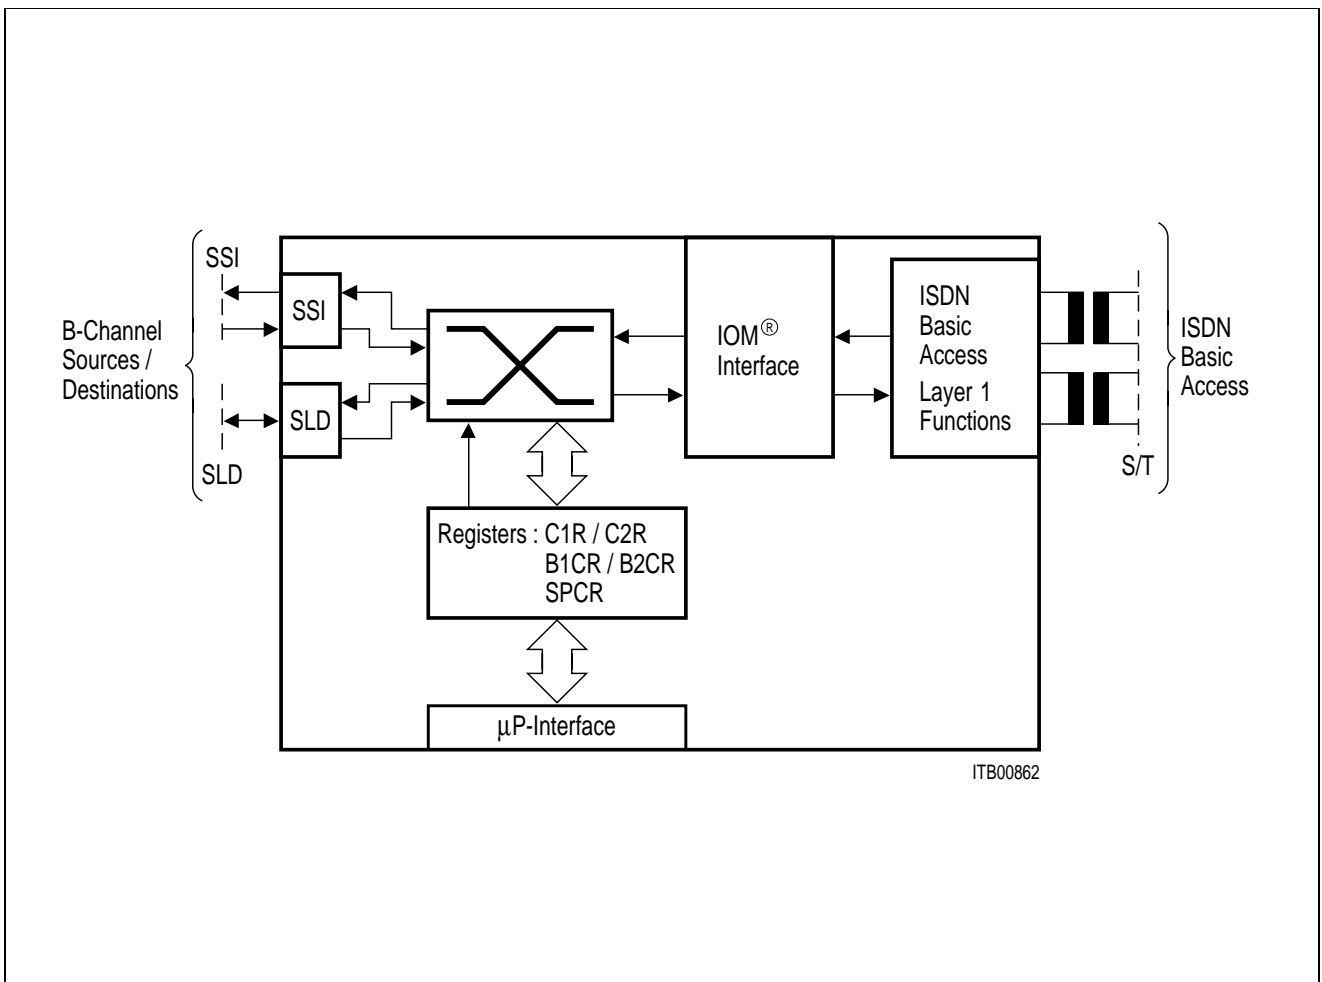 SSI
B-Channel
Sources /
Destinations
SLD
SSI
SLD
IOM®
Interface
ISDN
Basic
Access
Layer 1
Functions
ISDN
Basic
Access
S/T
Registers : C1R / C2R
B1CR / B2CR
SPCR
µP-Interface
ITB00862